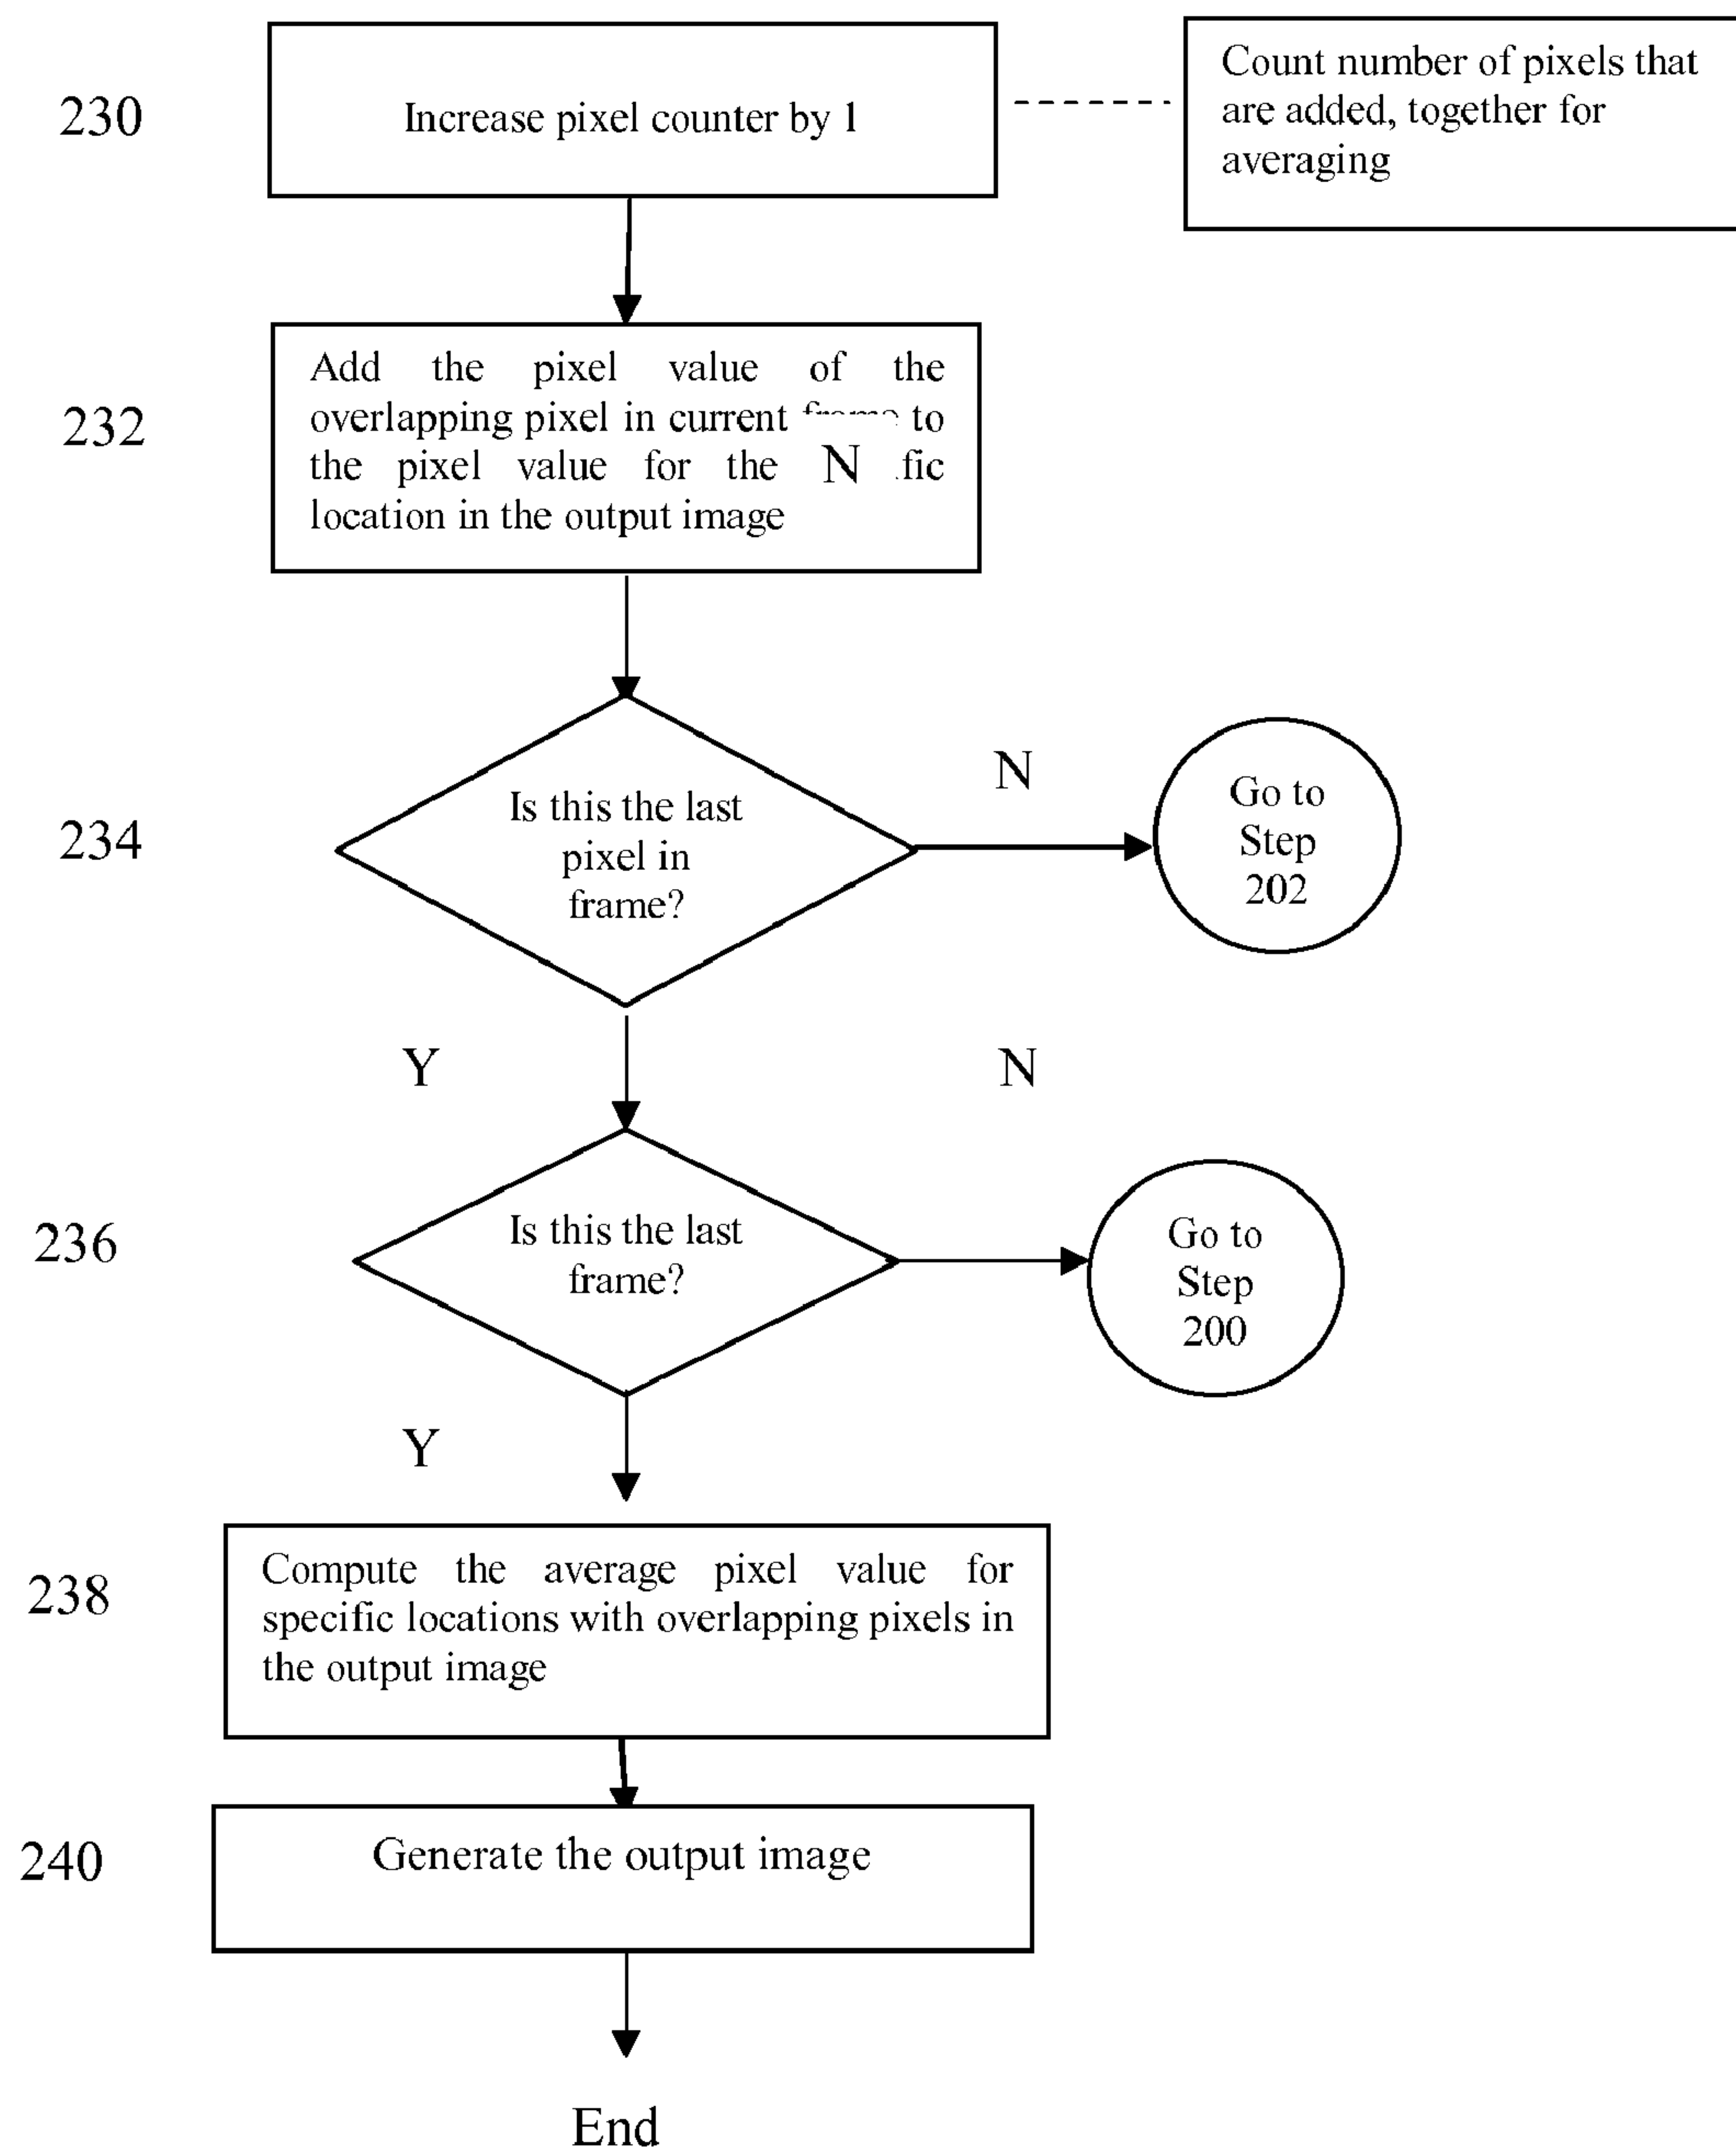 230
Increase pixel counter by 1
Count number of pixels that
are added, together for
averaging
232
Add the pixel value of the
overlapping pixel in current to
the pixel value for the N fic
location in the output image
234
Is this the last
pixel in
frame?
N
Go to
Step
202
Y
N
236
Is this the last
frame?
Go to
Step
200
Y
238
Compute the average pixel value for
specific locations with overlapping pixels in
the output image
240
Generate the output image
End